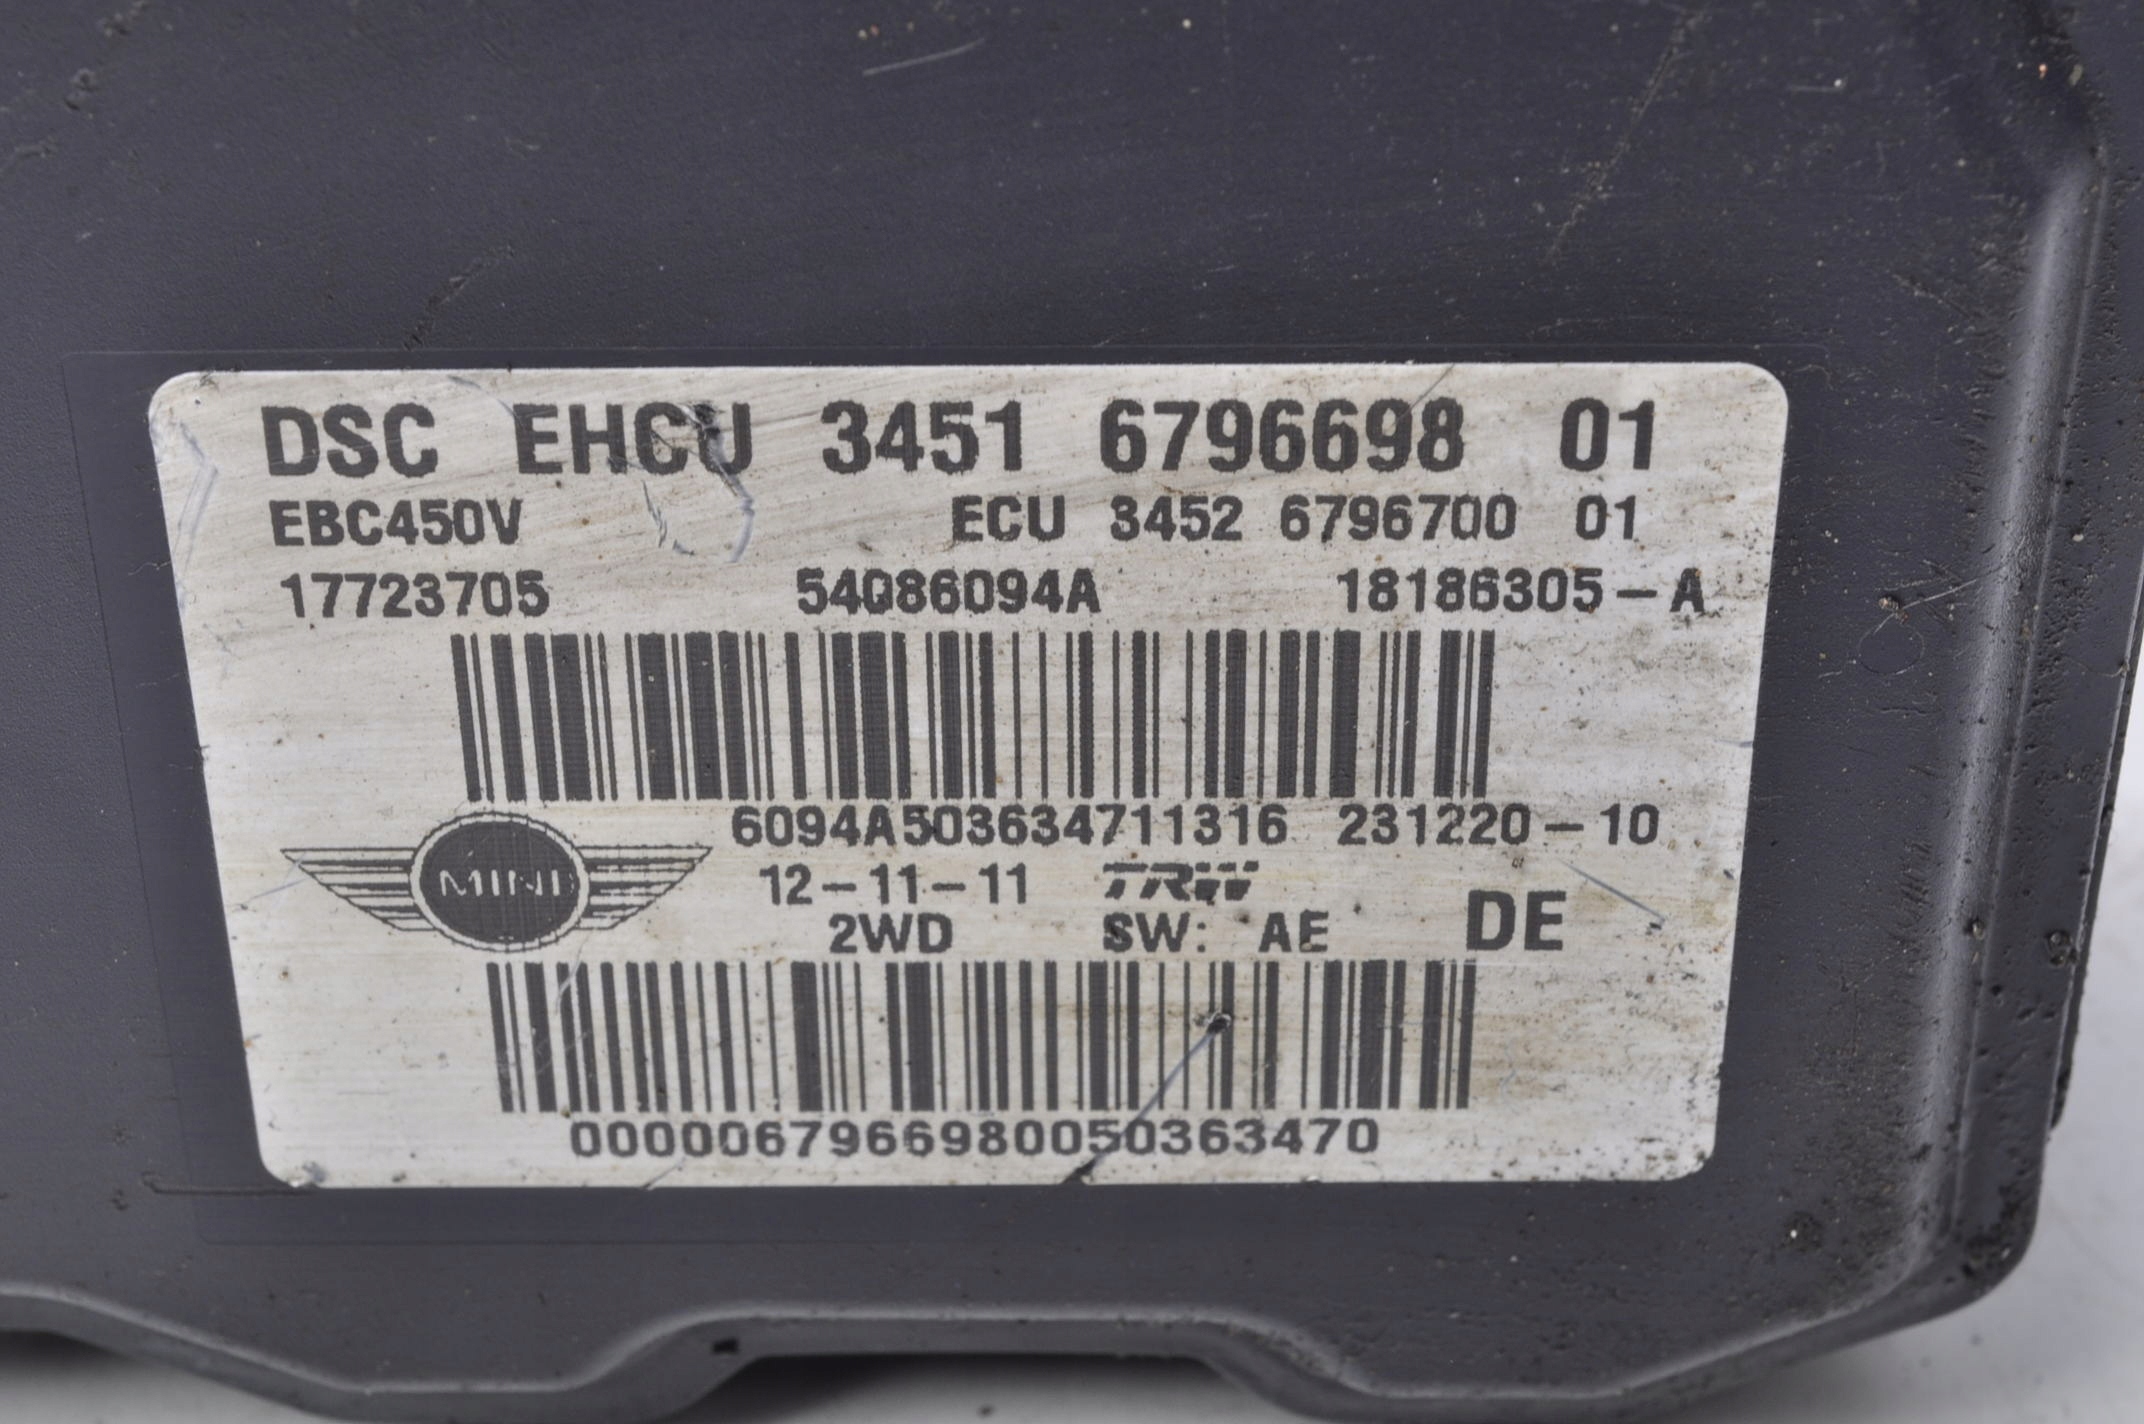 DSC EHCU 3451 6796698 01
EBC450V ECU 3452 6796700 01
17723705 54086094A 18186305-A
6094A503634711316 231220-10
MINI 12-11-11 TRW
2WD SW: AE DE
0000067966980050363470